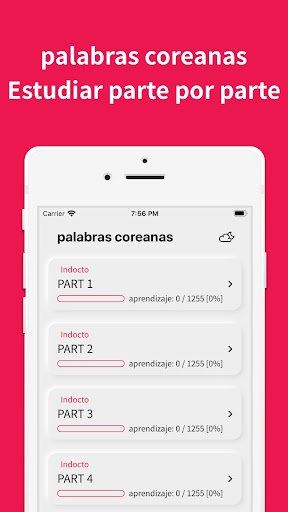 palabras coreanas
Estudiar parte por parte
Carrier 7:56 PM
palabras coreanas
Indocto
PART 1
aprendizaje: 0 / 1255 [0%]
Indocto
PART 2
aprendizaje: 0 / 1255 [0%]
Indocto
PART 3
aprendizaje: 0 / 1255 [0%]
Indocto
PART 4
aprendizaje: 0 / 1255 [0%]